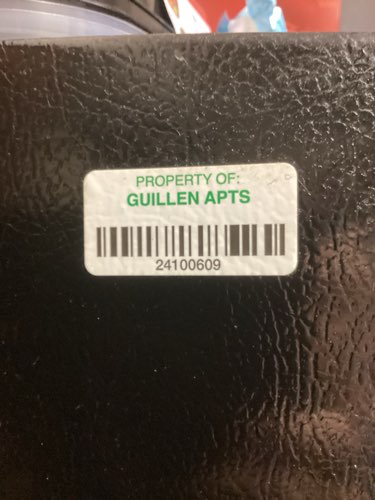 PROPERTY OF:
GUILLEN APTS
24100609